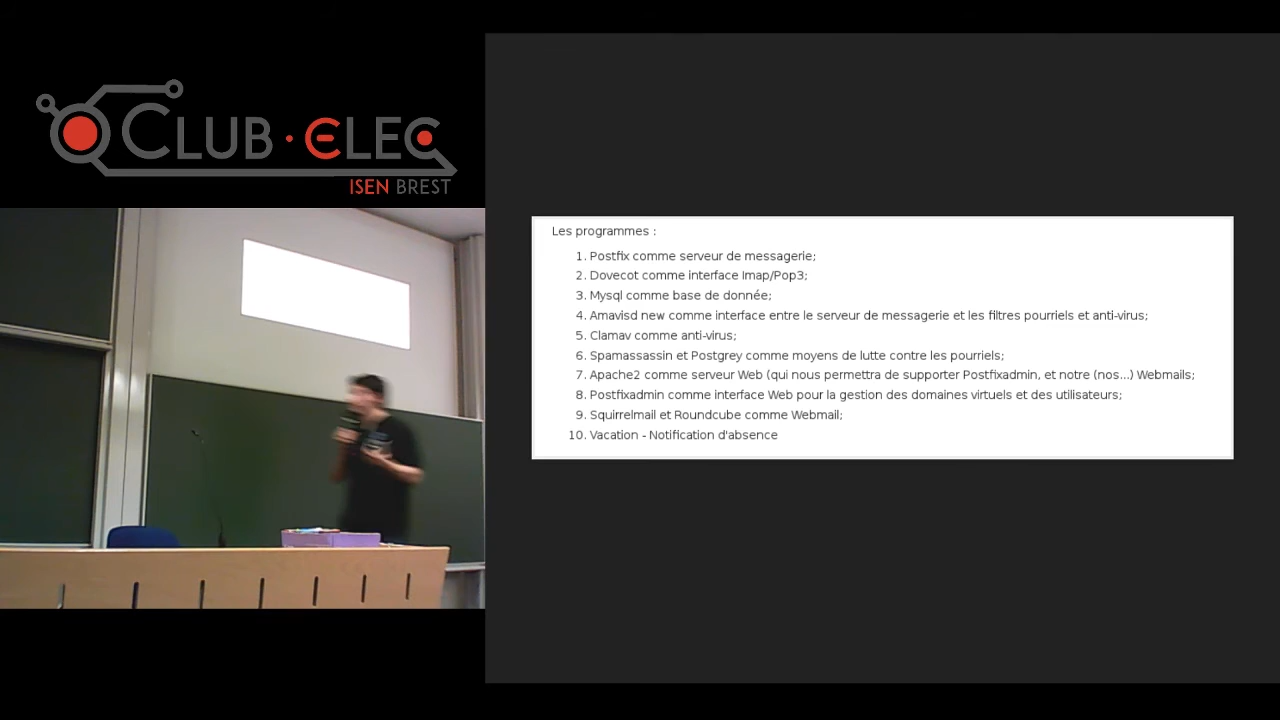 CLUB · ELEC
ISEN BREST
Les programmes :
1. Postfix comme serveur de messagerie;
2. Dovecot comme interface Imap/Pop3;
3. Mysql comme base de donnée;
4. Amavisd new comme interface entre le serveur de messagerie et les filtres pourriels et anti-virus;
5. Clamav comme anti-virus;
6. Spamassassin et Postgrey comme moyens de lutte contre les pourriels;
7. Apache2 comme serveur Web (qui nous permettra de supporter Postfixadmin, et notre (nos...) Webmails;
8. Postfixadmin comme interface Web pour la gestion des domaines virtuels et des utilisateurs;
9. Squirrelmail et Roundcube comme Webmail;
10. Vacation - Notification d'absence